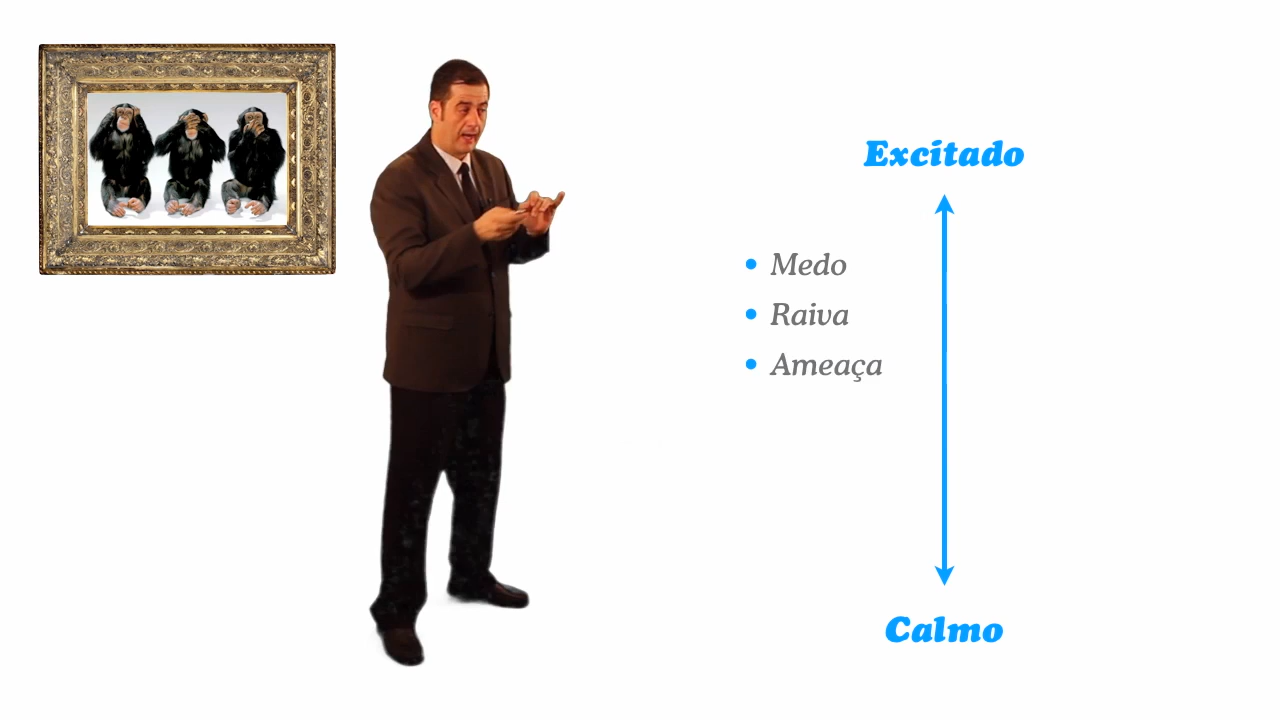 Excitado
• Medo
• Raiva
• Ameaça
Calmo